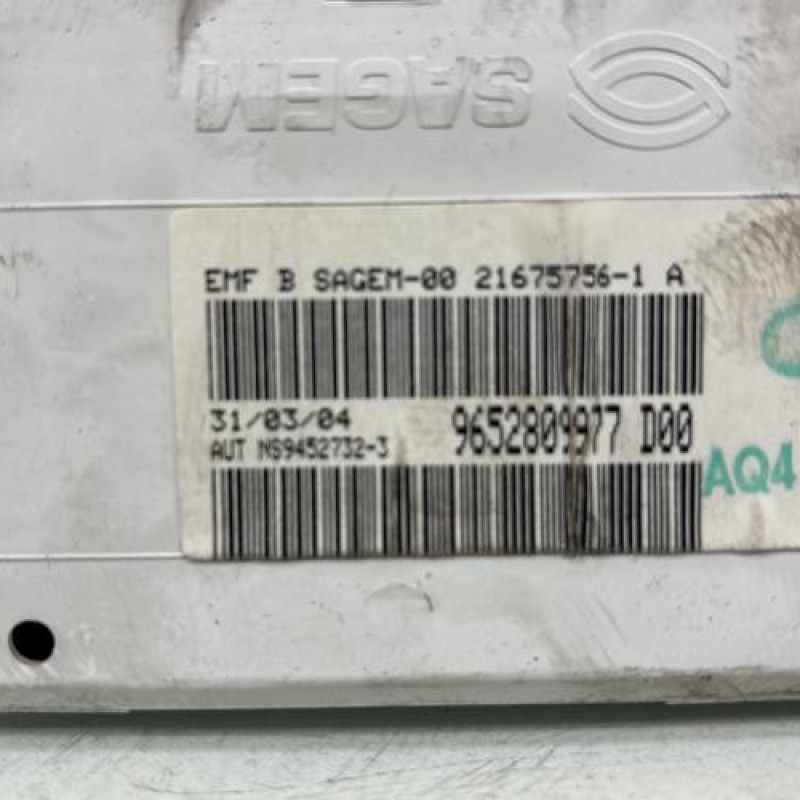 SAGEM
EMF B SAGEM-00 21675756-1 A
31/03/04
9652809977 D00
AUT NS9452732-3
AQ4